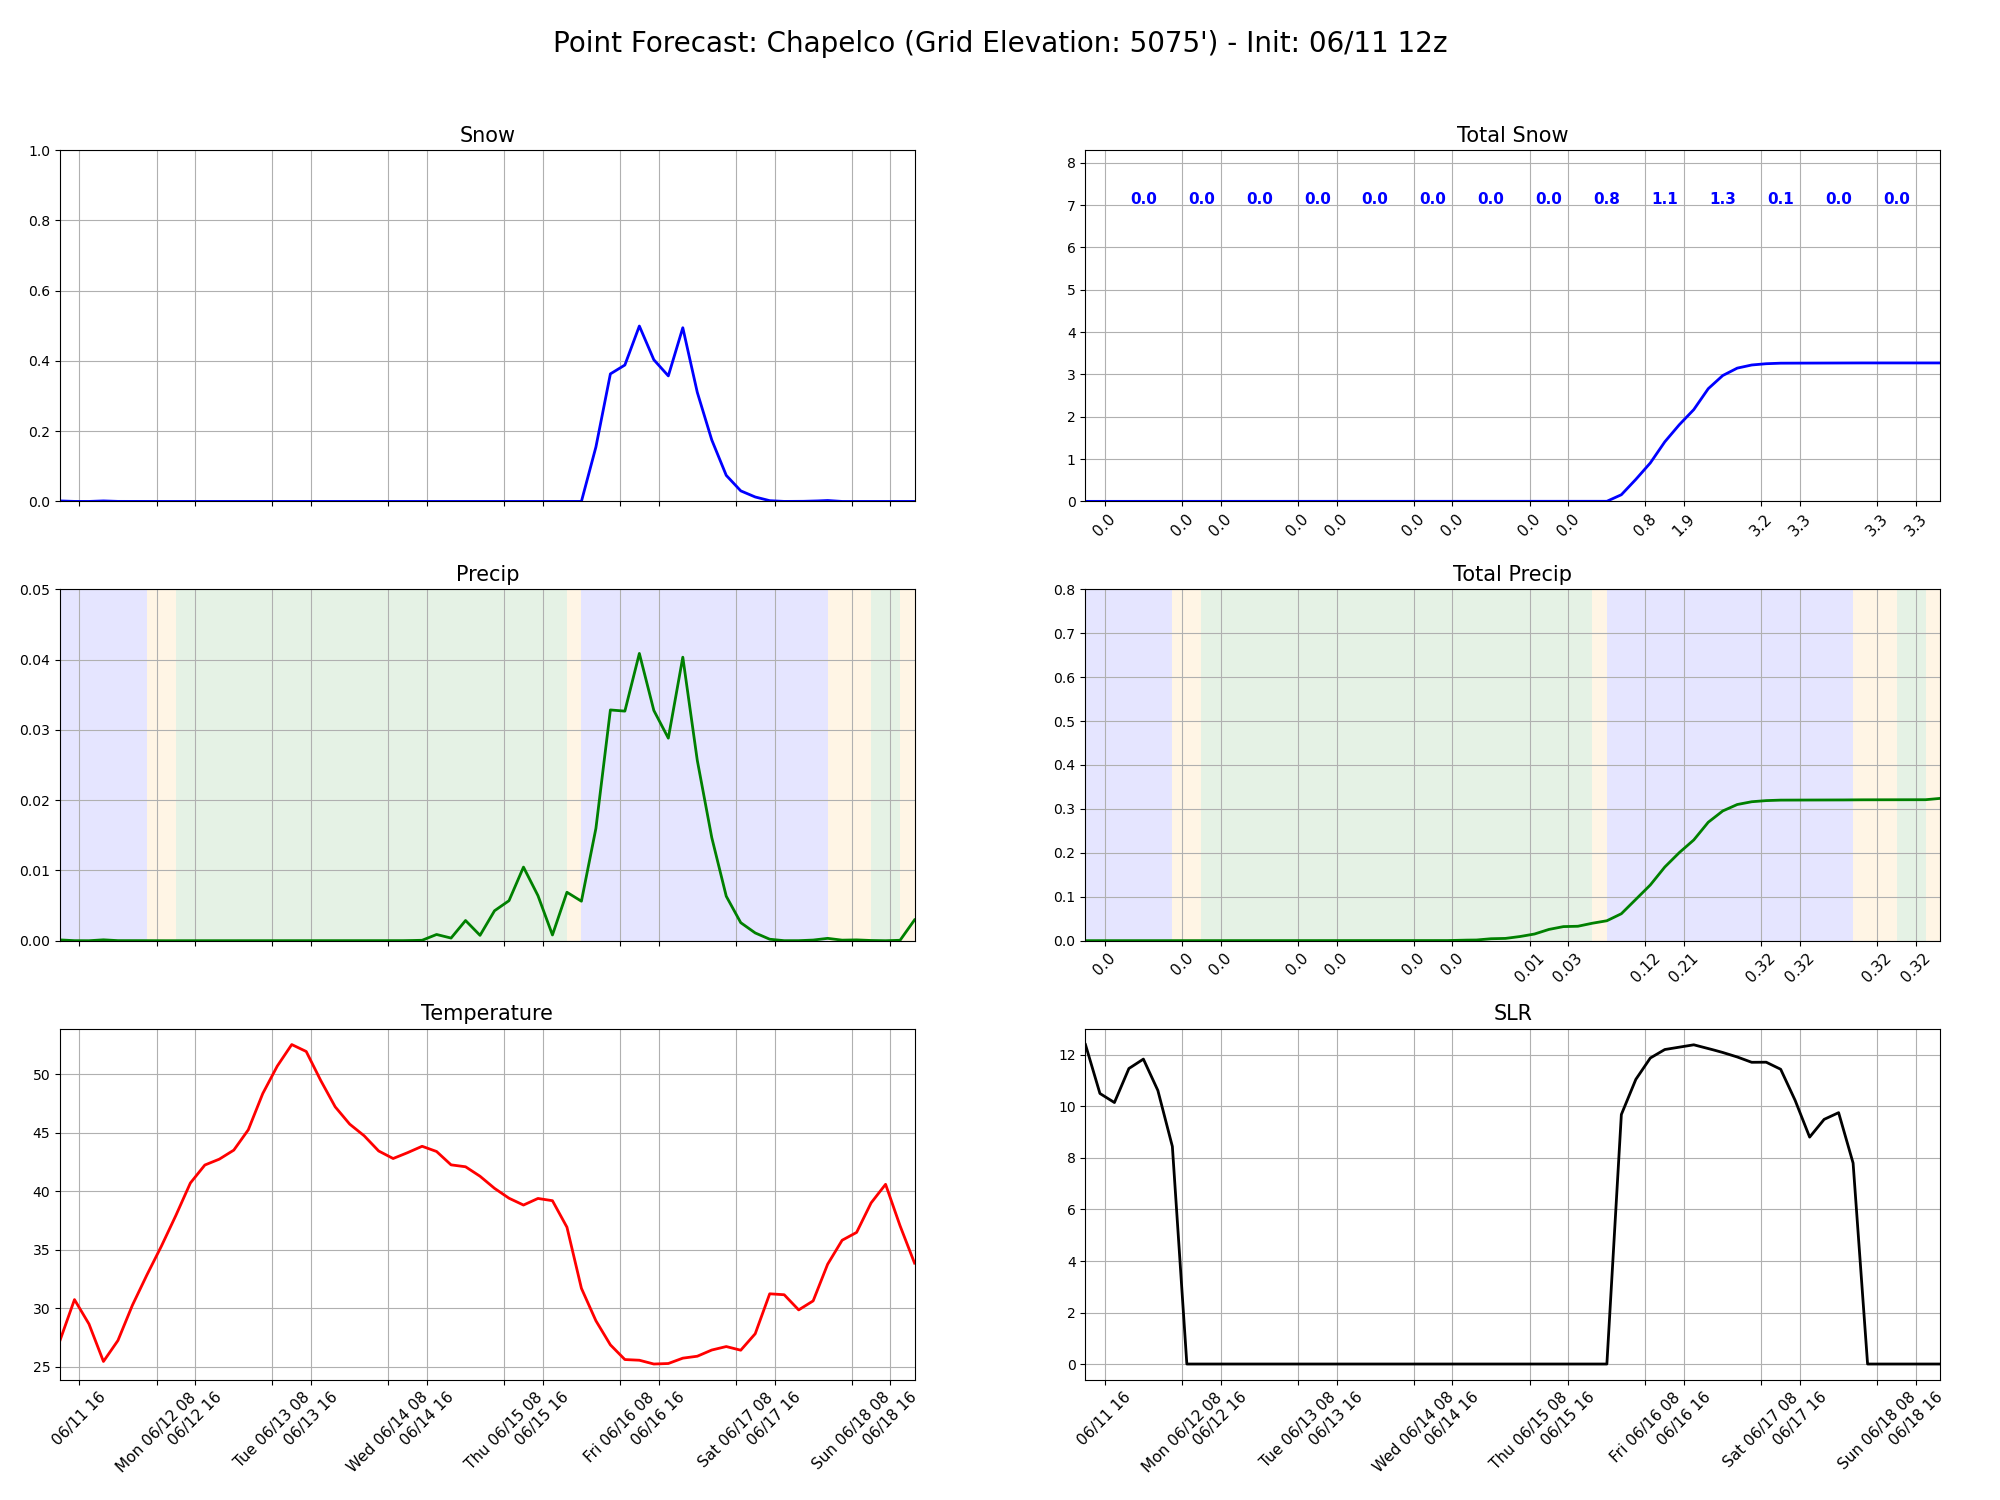 Point Forecast: Chapelco (Grid Elevation: 5075') - Init: 06/11 12z
Snow
1.0
0.8
0.6
0.4
0.2
0.0
Total Snow
8
7
6
5
4
3
2
1
0
0.0 0.0 0.0 0.0 0.0 0.0 0.0 0.0 0.8 1.1 1.3 0.1 0.0 0.0
0.0 0.0 0.0 0.0 0.0 0.0 0.0 0.0 0.0 0.8 1.9 3.2 3.3 3.3 3.3
Precip
0.05
0.04
0.03
0.02
0.01
0.00
Total Precip
0.8
0.7
0.6
0.5
0.4
0.3
0.2
0.1
0.0
0.0 0.0 0.0 0.0 0.0 0.0 0.0 0.01 0.03 0.12 0.21 0.32 0.32 0.32 0.32
Temperature
50
45
40
35
30
25
06/11 16
Mon 06/12 08
06/12 16
Tue 06/13 08
06/13 16
Wed 06/14 08
06/14 16
Thu 06/15 08
06/15 16
Fri 06/16 08
06/16 16
Sat 06/17 08
06/17 16
Sun 06/18 08
06/18 16
SLR
12
10
8
6
4
2
0
06/11 16
Mon 06/12 08
06/12 16
Tue 06/13 08
06/13 16
Wed 06/14 08
06/14 16
Thu 06/15 08
06/15 16
Fri 06/16 08
06/16 16
Sat 06/17 08
06/17 16
Sun 06/18 08
06/18 16